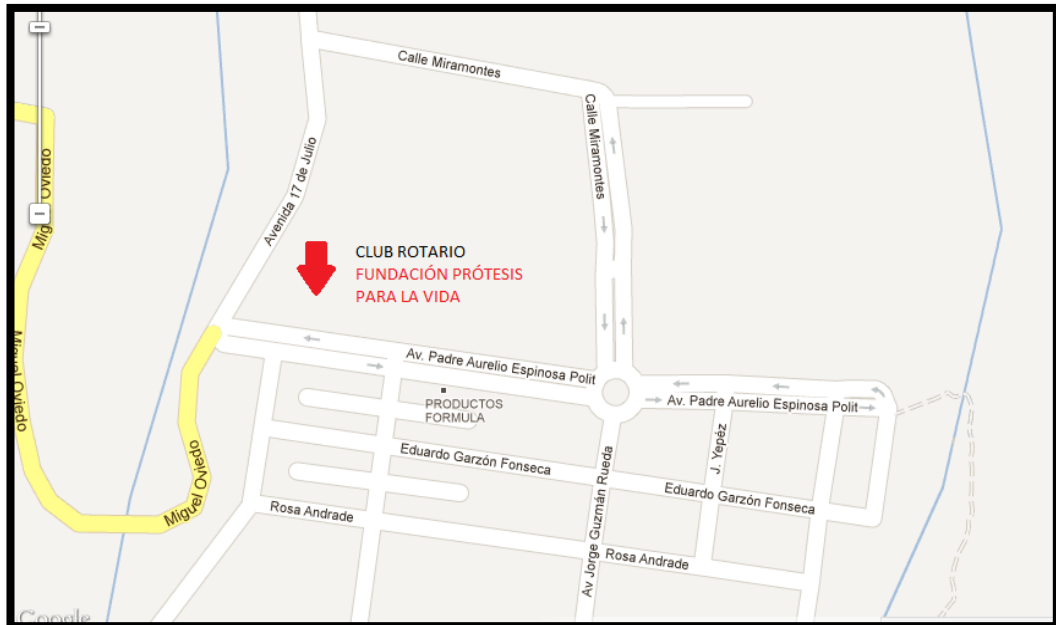 Calle Miramontes
Calle Miramontes
Miguel Oviedo
Avenida 17 de Julio
CLUB ROTARIO
FUNDACIÓN PRÓTESIS
PARA LA VIDA
Miguel Oviedo
Av. Padre Aurelio Espinosa Polit
Av. Padre Aurelio Espinosa Polit
PRODUCTOS
FORMULA
J. Yepéz
Eduardo Garzón Fonseca
Eduardo Garzón Fonseca
Miguel Oviedo
Av Jorge Guzmán Rueda
Rosa Andrade
Rosa Andrade
Google